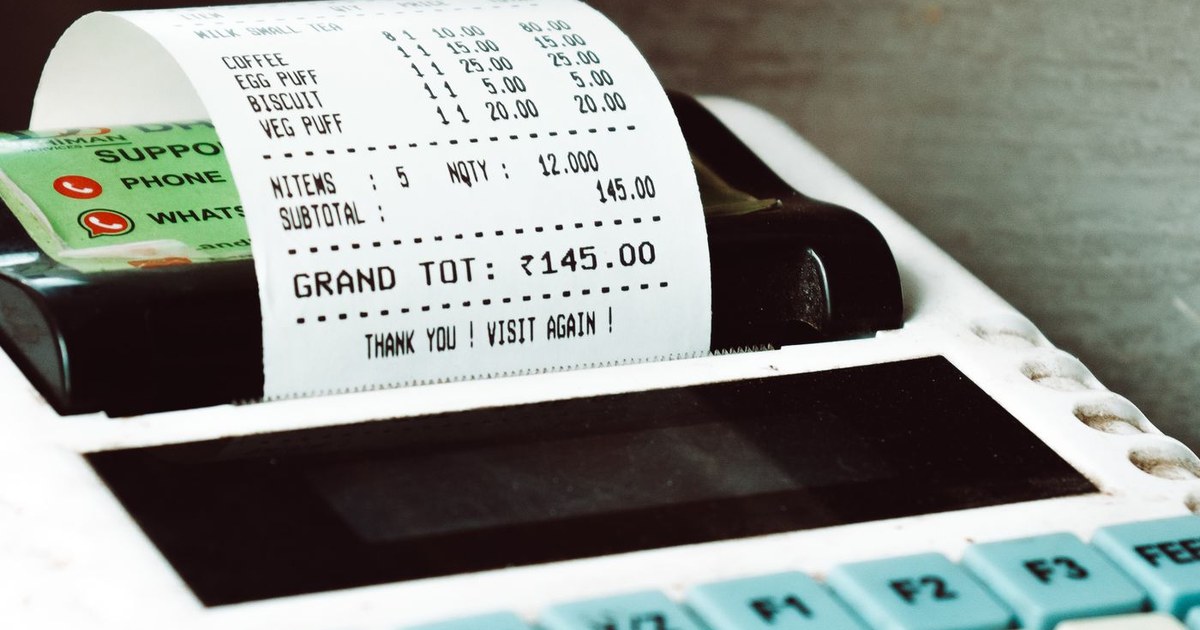 ITEM QTY PRICE
MILK SMALL TEA 8 1 10.00 80.00
COFFEE 1 1 15.00 15.00
EGG PUFF 1 1 25.00 25.00
BISCUIT 1 1 5.00 5.00
VEG PUFF 1 1 20.00 20.00
NITEMS : 5 NQTY : 12.000
SUBTOTAL : 145.00
GRAND TOT: ₹145.00
THANK YOU ! VISIT AGAIN !
SUPPO
PHONE
WHATS
F1
F2
F3
FEE